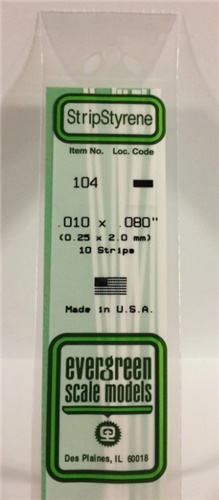 StripStyrene
Item No. Loc. Code
104
.010 x .080"
(0.25 x 2.0 mm)
10 Strips
Made in U.S.A.
evergreen
scale models
Des Plaines, IL 60018